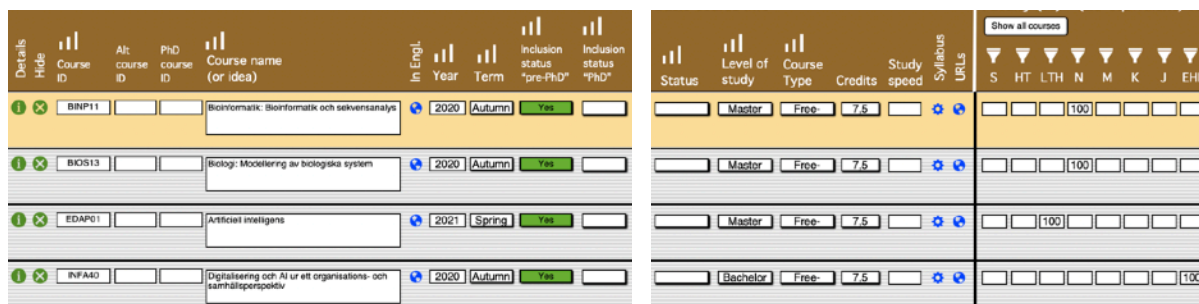 Details
Hide
Course ID
Alt course ID
PhD course ID
Course name (or idea)
In Engl.
Year
Term
Inclusion status "pre-PhD"
Inclusion status "PhD"
BINP11 Bioinformatik: Bioinformatik och sekvensanalys 2020 Autumn Yes
BIOS13 Biologi: Modellering av biologiska system 2020 Autumn Yes
EDAP01 Artificiell intelligens 2021 Spring Yes
INFA40 Digitalisering och AI ur ett organisations- och 2020 Autumn Yes
samhällsperspektiv
Show all courses
Status
Level of study
Course Type
Credits
Study speed
Syllabus
URLs
S HT LTH N M K J EHL
Master Free- 7.5 100
Master Free- 7.5 100
Master Free- 7.5 100
Bachelor Free- 7.5 100